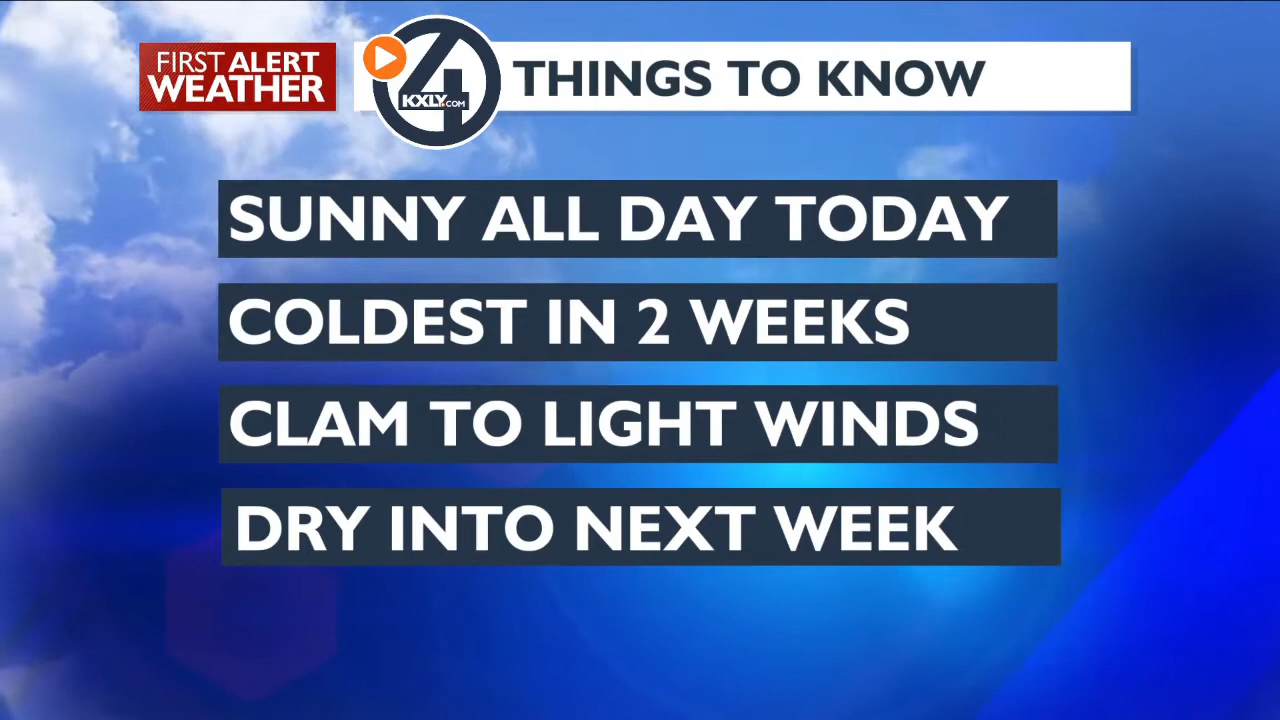 FIRST ALERT
WEATHER
4
KXLY.COM
THINGS TO KNOW
SUNNY ALL DAY TODAY
COLDEST IN 2 WEEKS
CLAM TO LIGHT WINDS
DRY INTO NEXT WEEK